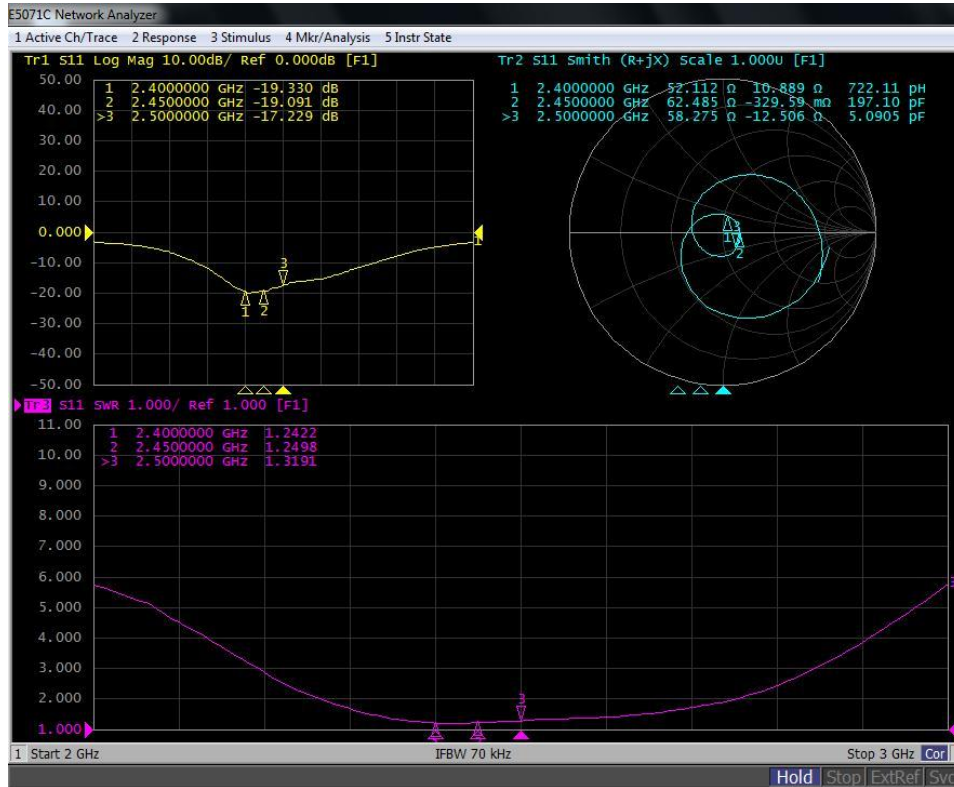 E5071C Network Analyzer
1 Active Ch/Trace 2 Response 3 Stimulus 4 Mkr/Analysis 5 Instr State
Tr1 S11 Log Mag 10.00dB/ Ref 0.000dB [F1]
50.00
40.00
30.00
20.00
10.00
0.000
-10.00
-20.00
-30.00
-40.00
-50.00
1 2.4000000 GHz -19.330 dB
2 2.4500000 GHz -19.091 dB
>3 2.5000000 GHz -17.229 dB
3
1 2
1
Tr2 S11 Smith (R+jX) Scale 1.000U [F1]
1 2.4000000 GHz 52.112 Ω 10.889 Ω 722.11 pH
2 2.4500000 GHz 62.485 Ω -329.59 mΩ 197.10 pF
>3 2.5000000 GHz 58.275 Ω -12.506 Ω 5.0905 pF
3
1
2
Tr3 S11 SWR 1.000/ Ref 1.000 [F1]
11.00
10.00
9.000
8.000
7.000
6.000
5.000
4.000
3.000
2.000
1.000
1 2.4000000 GHz 1.2422
2 2.4500000 GHz 1.2498
>3 2.5000000 GHz 1.3191
3
1 Start 2 GHz IFBW 70 kHz Stop 3 GHz Cor
Hold Stop ExtRef Svc